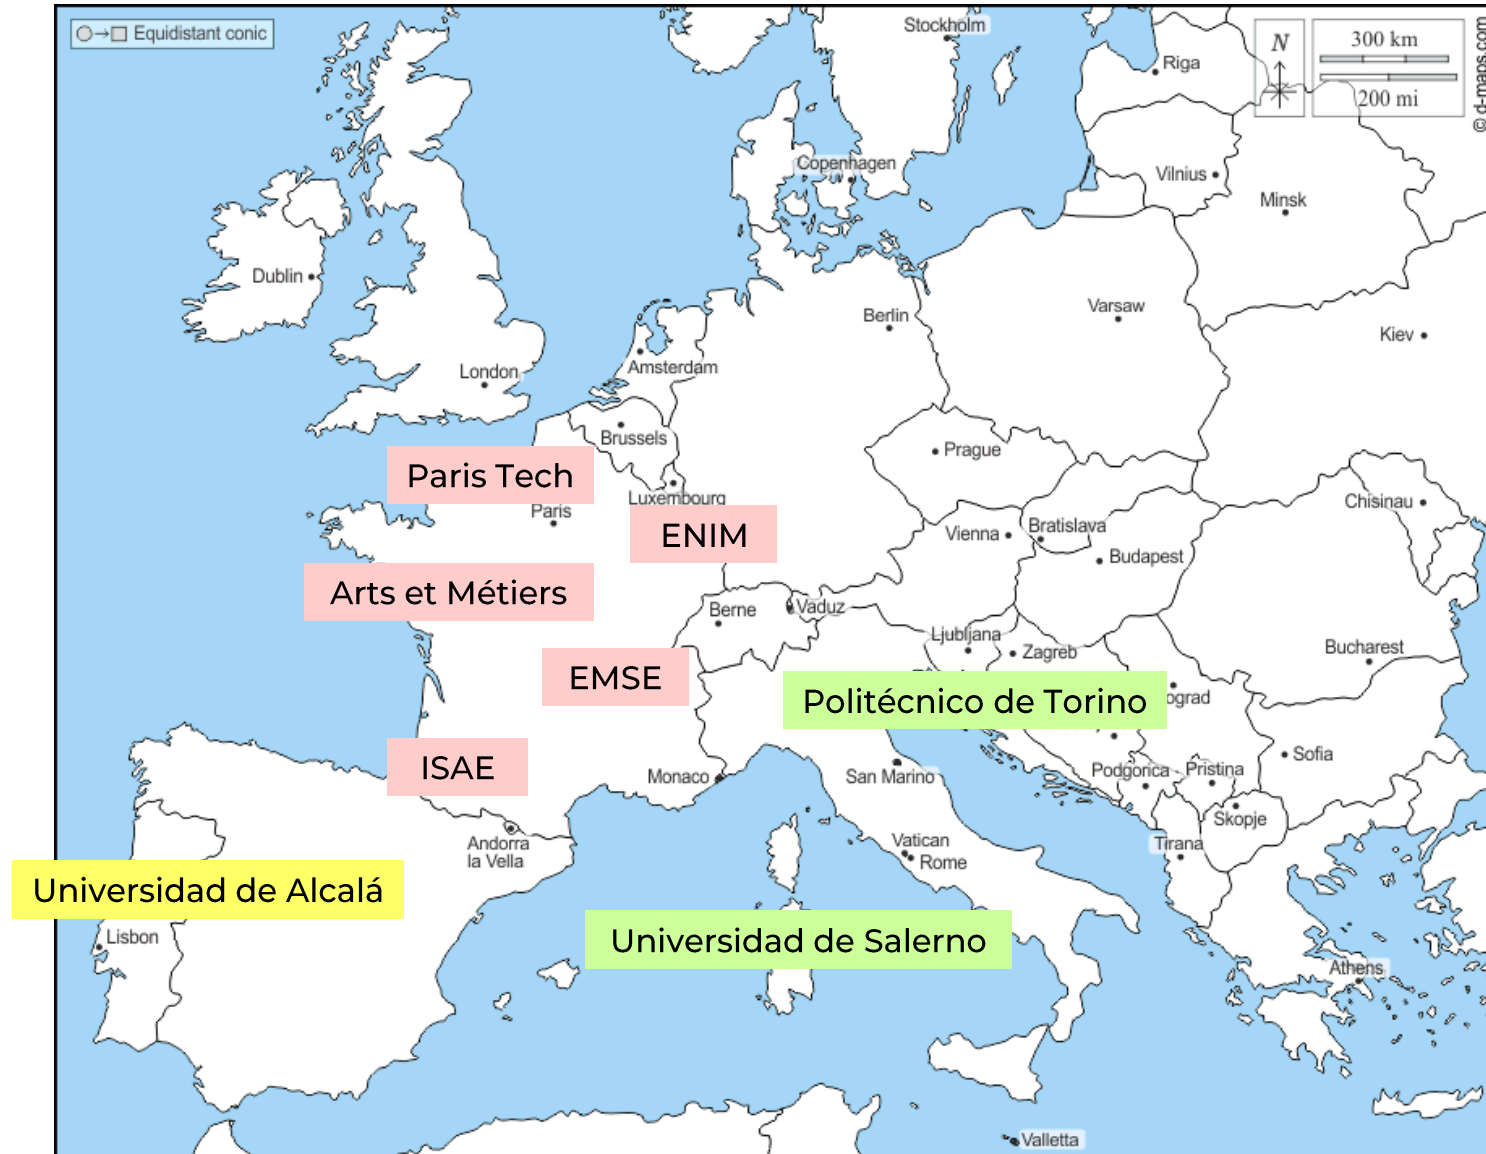 Equidistant conic
Stockholm
N
300 km
200 mi
© d-maps.com
Riga
Copenhagen
Vilnius
Minsk
Dublin
Berlin
Varsaw
Kiev
London
Amsterdam
Brussels
Prague
Paris Tech
Luxembourg
Paris
Chisinau
ENIM
Vienna
Bratislava
Budapest
Arts et Métiers
Berne
Vaduz
Ljubljana
Zagreb
Bucharest
EMSE
Politécnico de Torino
ograd
ISAE
Monaco
San Marino
Podgorica
Pristina
Sofia
Skopje
Andorra
la Vella
Vatican
Rome
Tirana
Universidad de Alcalá
Lisbon
Universidad de Salerno
Athens
Valletta